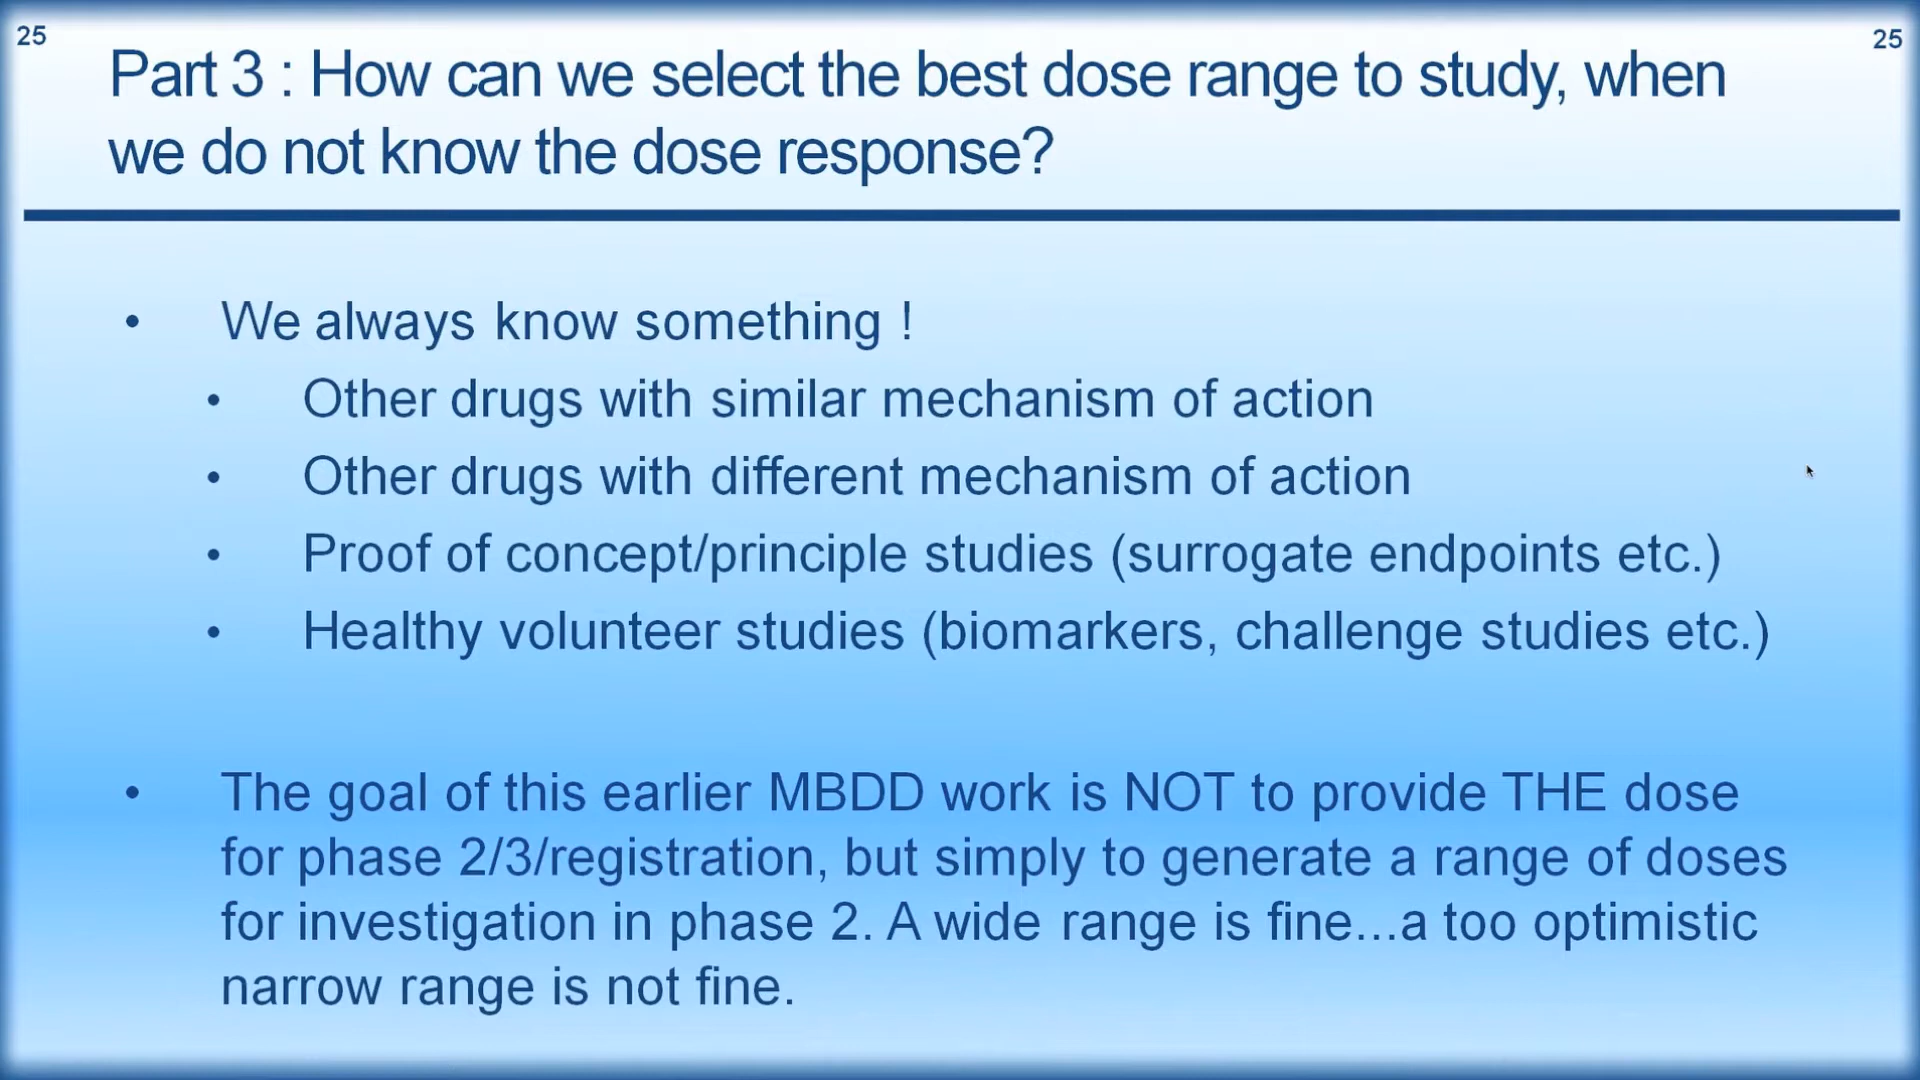 25
25
Part 3 : How can we select the best dose range to study, when
we do not know the dose response?
• We always know something !
• Other drugs with similar mechanism of action
• Other drugs with different mechanism of action
• Proof of concept/principle studies (surrogate endpoints etc.)
• Healthy volunteer studies (biomarkers, challenge studies etc.)
• The goal of this earlier MBDD work is NOT to provide THE dose
for phase 2/3/registration, but simply to generate a range of doses
for investigation in phase 2. A wide range is fine...a too optimistic
narrow range is not fine.